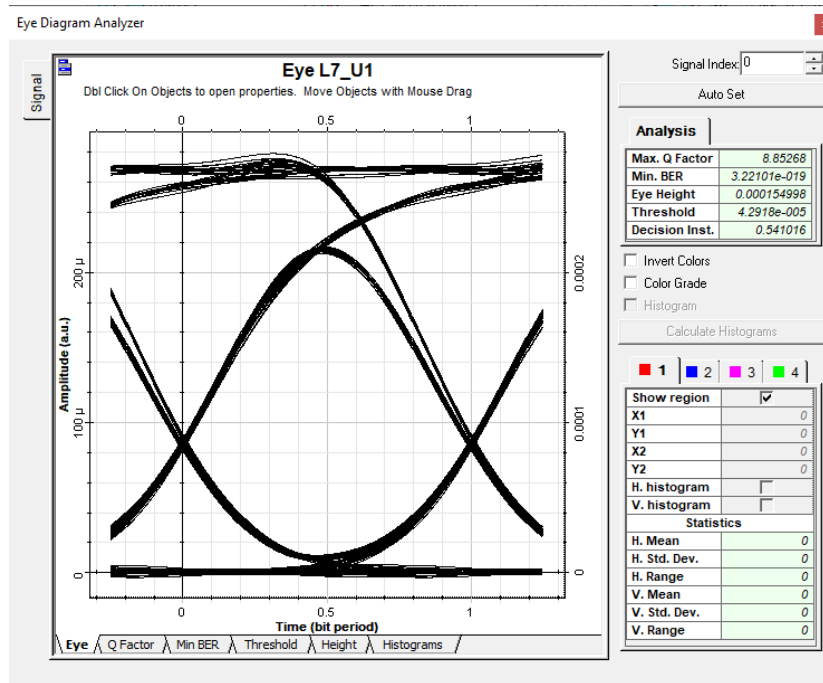 Eye Diagram Analyzer
Signal
Eye L7_U1
Dbl Click On Objects to open properties. Move Objects with Mouse Drag
0 0.5 1
200 µ
100 µ
0
Amplitude (a.u.)
0.0002
0.0001
0
0 0.5 1
Time (bit period)
Eye Q Factor Min BER Threshold Height Histograms
Signal Index: 0
Auto Set
Analysis
Max. Q Factor 8.85268
Min. BER 3.22101e-019
Eye Height 0.000154998
Threshold 4.2918e-005
Decision Inst. 0.541016
Invert Colors
Color Grade
Histogram
Calculate Histograms
1 2 3 4
Show region
X1 0
Y1 0
X2 0
Y2 0
H. histogram
V. histogram
Statistics
H. Mean 0
H. Std. Dev. 0
H. Range 0
V. Mean 0
V. Std. Dev. 0
V. Range 0